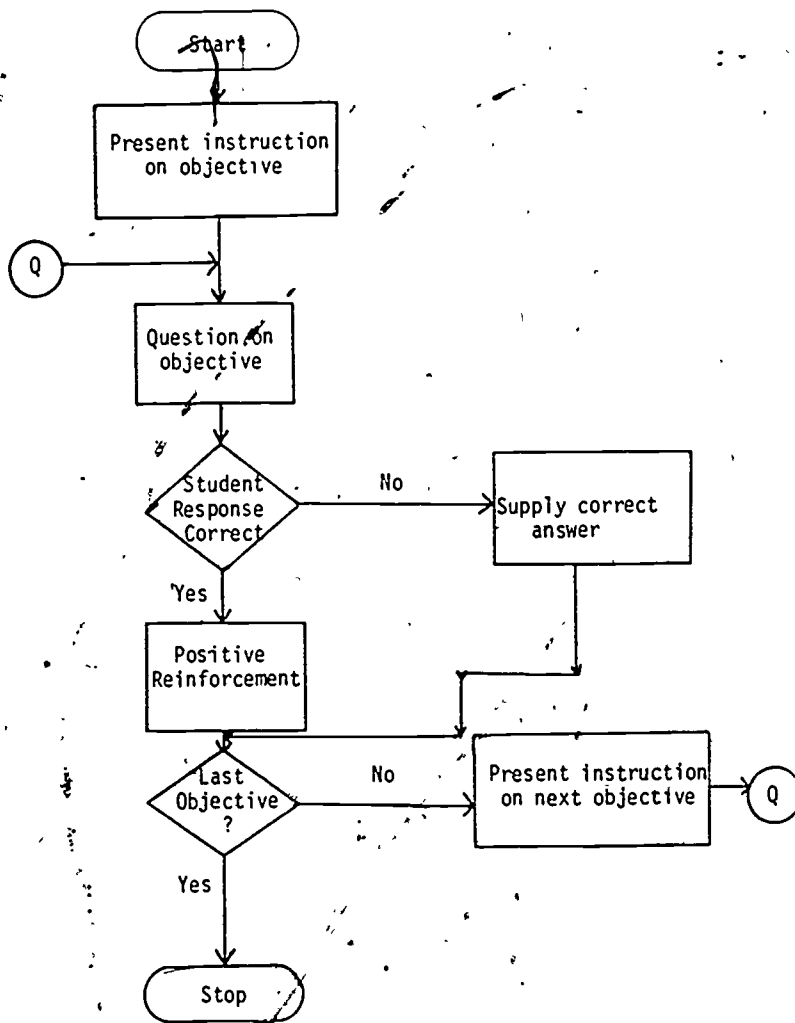 Start
Present instruction
on objective
Q
Question on
objective
Student
Response
Correct
No
Supply correct
answer
Yes
Positive
Reinforcement
Last
Objective
?
No
Present instruction
on next objective
Q
Yes
Stop